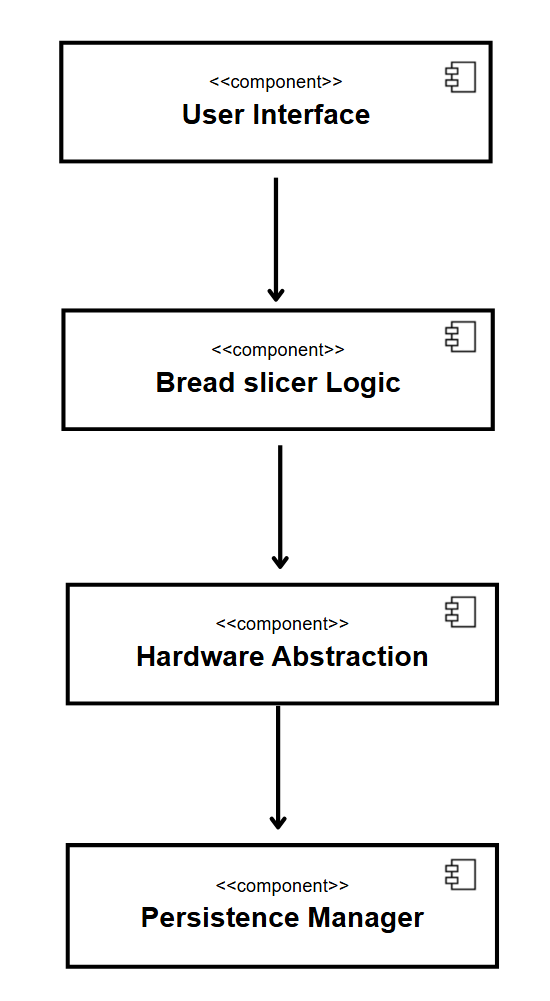 <<component>>
User Interface
<<component>>
Bread slicer Logic
<<component>>
Hardware Abstraction
<<component>>
Persistence Manager